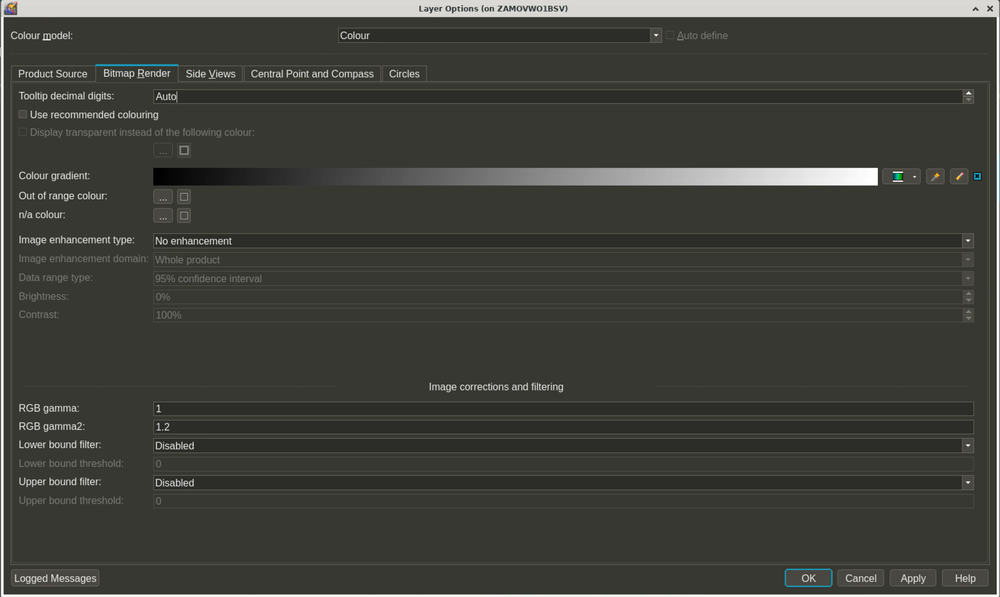 Layer Options (on ZAMOVWO1BSV)
Colour model: Colour Auto define
Product Source Bitmap Render Side Views Central Point and Compass Circles
Tooltip decimal digits: Auto
Use recommended colouring
Display transparent instead of the following colour:
...
Colour gradient:
Out of range colour: ...
n/a colour: ...
Image enhancement type: No enhancement
Image enhancement domain: Whole product
Data range type: 95% confidence interval
Brightness: 0%
Contrast: 100%
Image corrections and filtering
RGB gamma: 1
RGB gamma2: 1.2
Lower bound filter: Disabled
Lower bound threshold: 0
Upper bound filter: Disabled
Upper bound threshold: 0
Logged Messages OK Cancel Apply Help